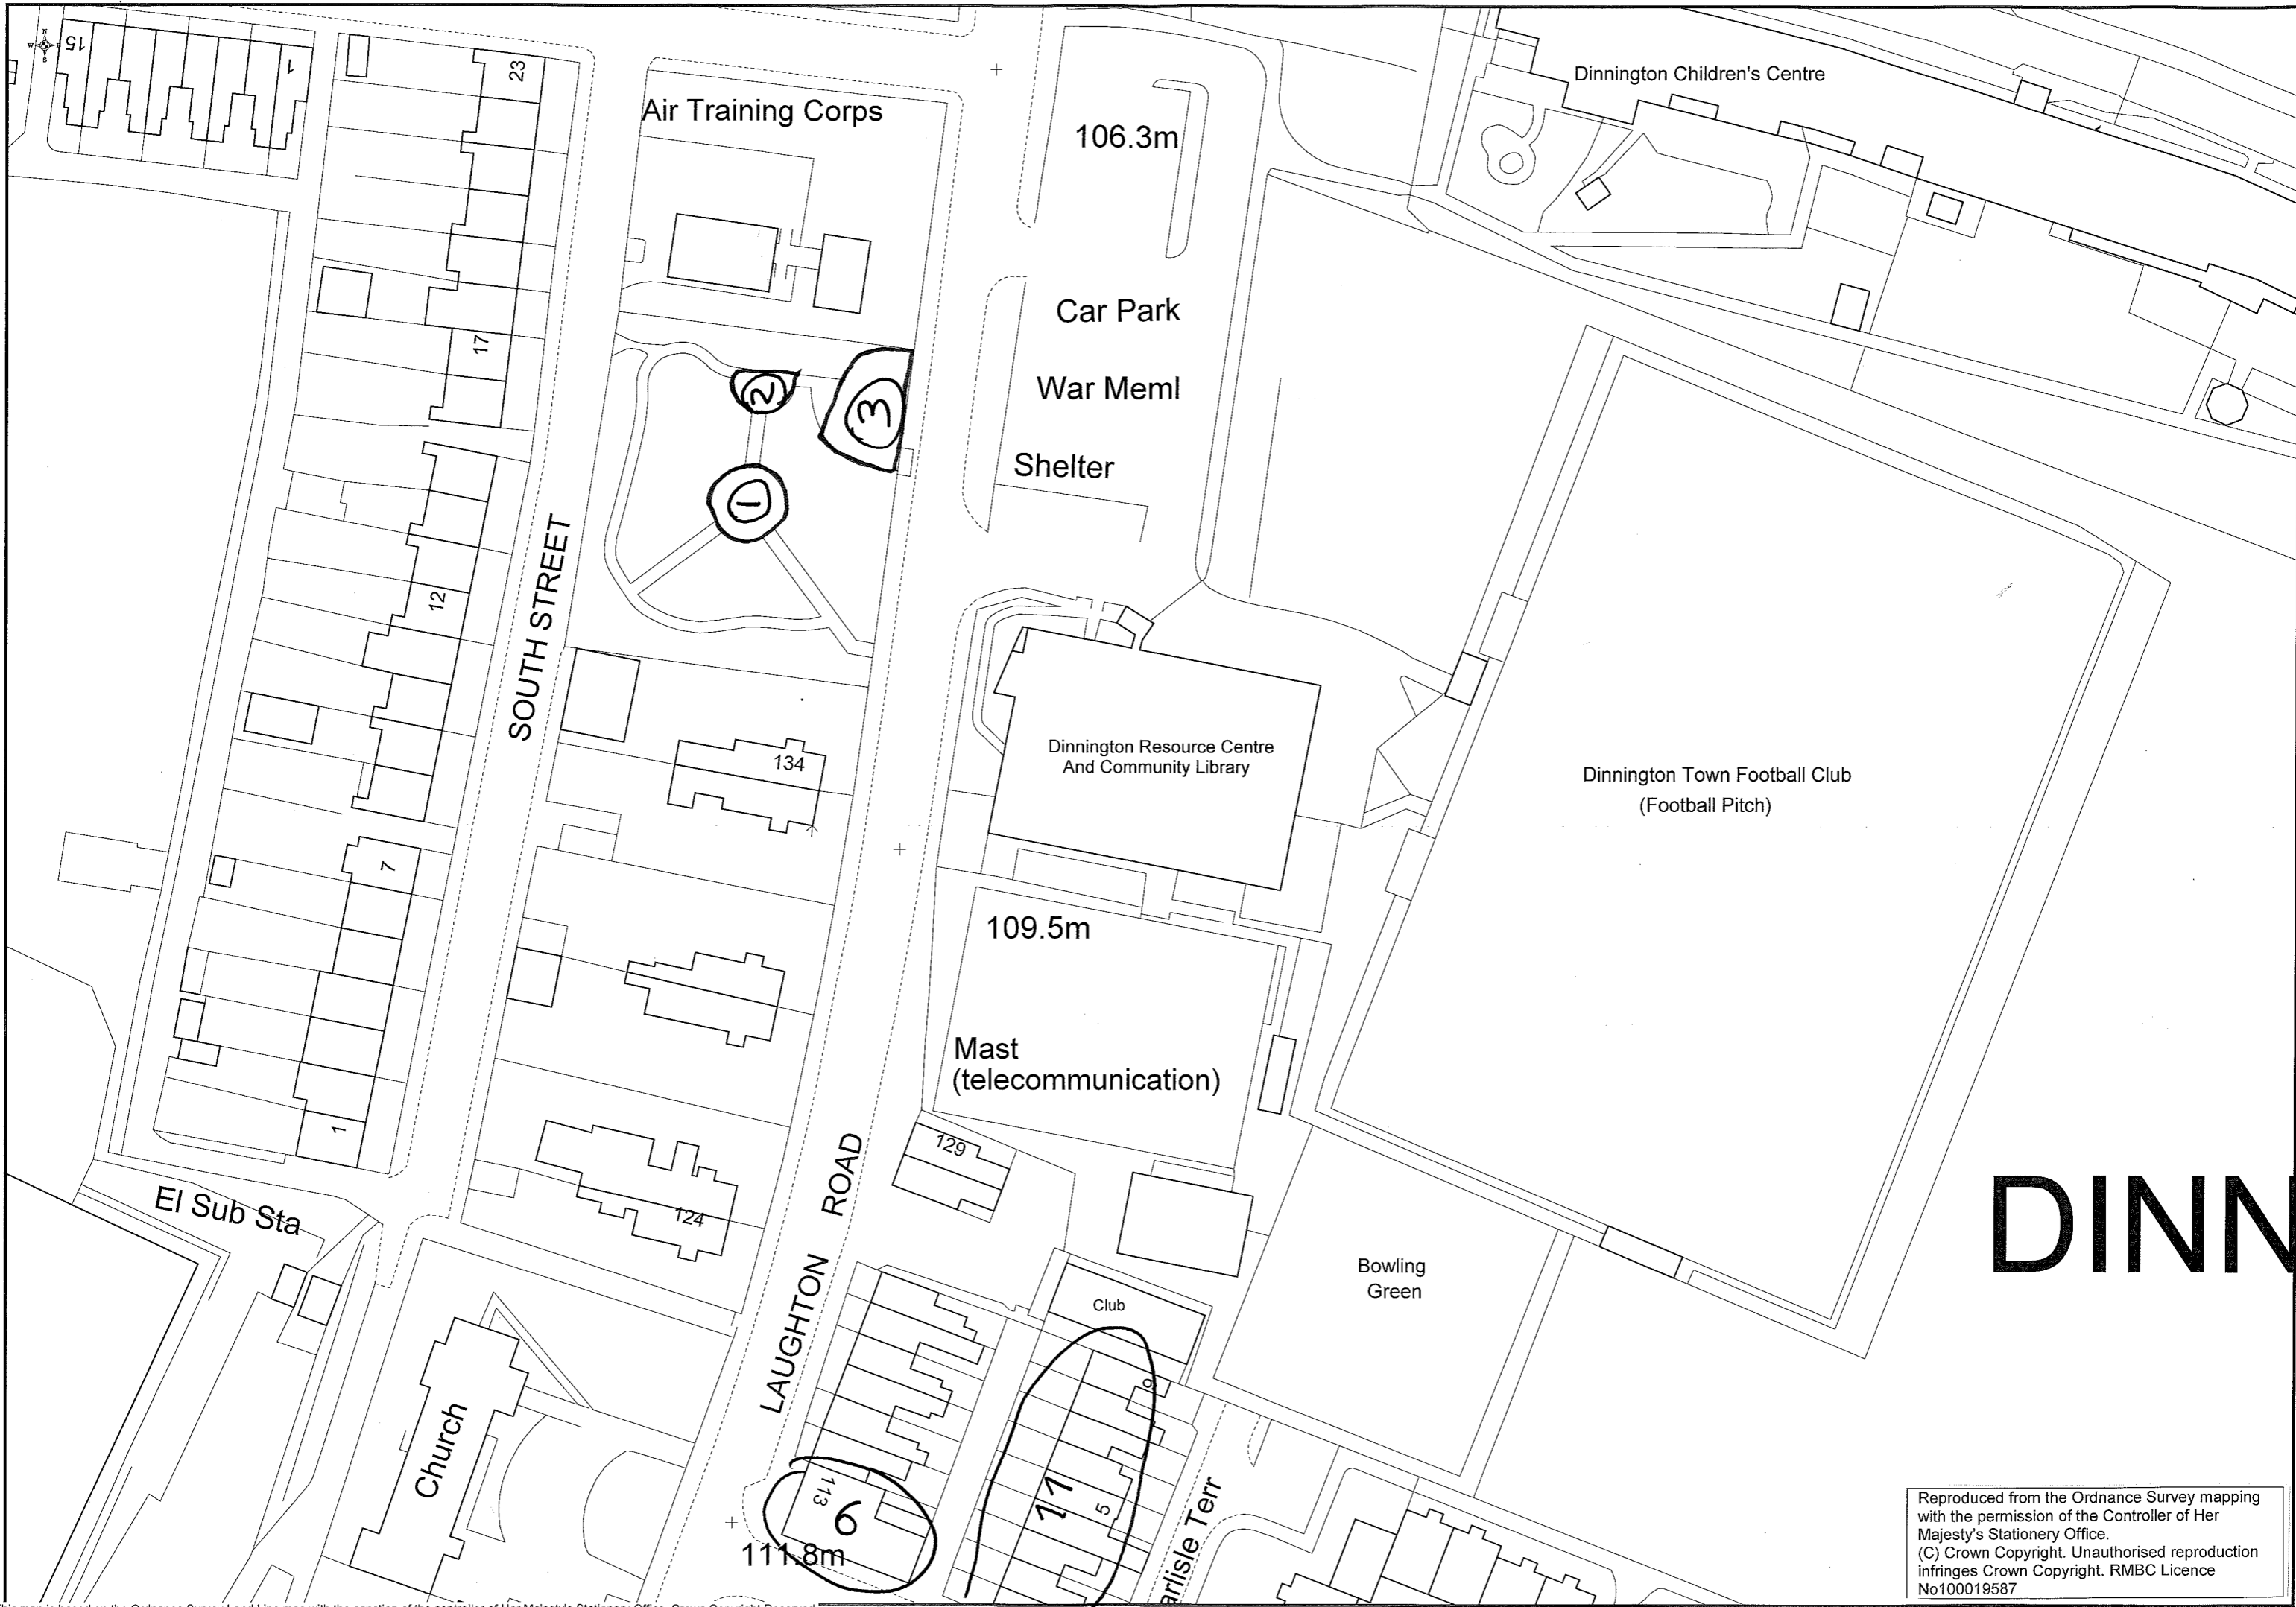 N
W
E
S
15
1
23
Air Training Corps
106.3m
Dinnington Children's Centre
Car Park
17
War Meml
2
3
Shelter
1
12
SOUTH STREET
Dinnington Resource Centre
And Community Library
134
Dinnington Town Football Club
(Football Pitch)
7
109.5m
Mast
(telecommunication)
1
129
El Sub Sta
124
LAUGHTON ROAD
DINN
Bowling
Green
Club
9
Church
113
6
11
5
arlisle Terr
111.8m
Reproduced from the Ordnance Survey mapping
with the permission of the Controller of Her
Majesty's Stationery Office.
(C) Crown Copyright. Unauthorised reproduction
infringes Crown Copyright. RMBC Licence
No100019587